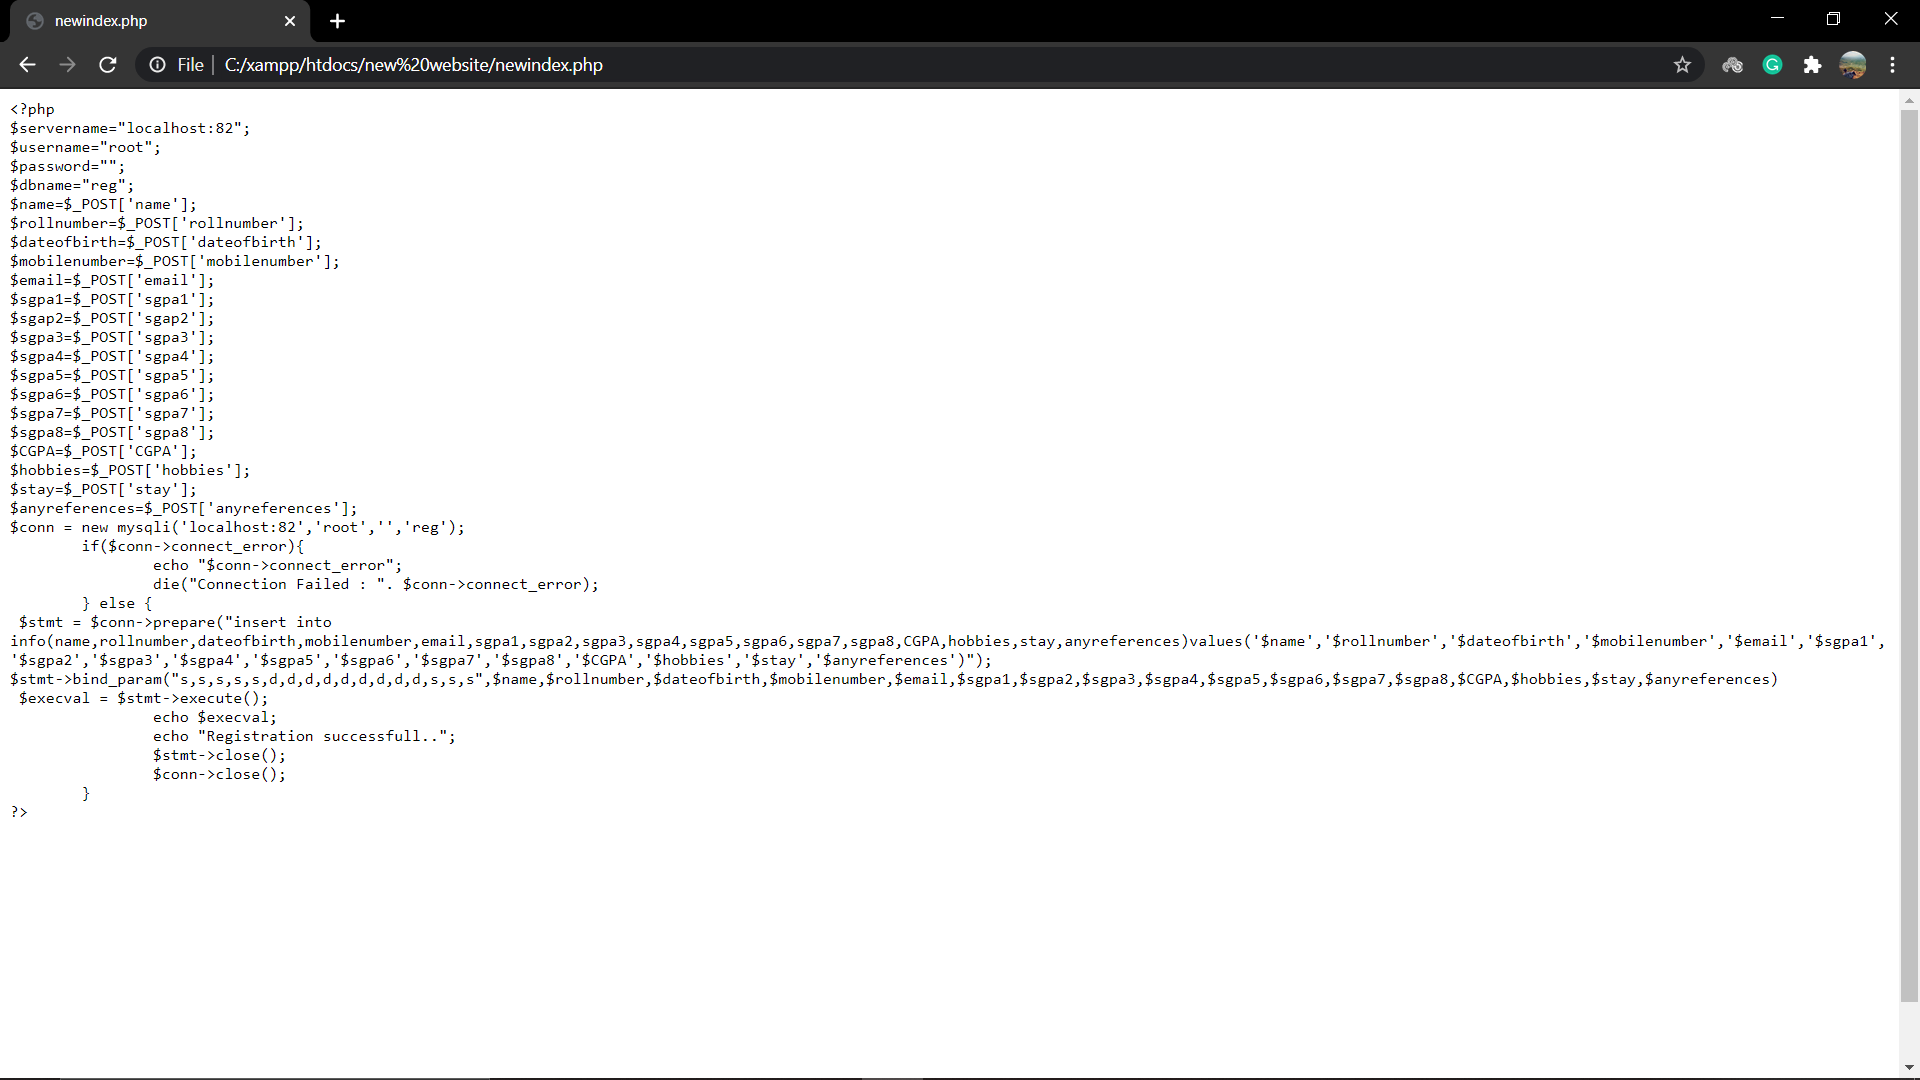 newindex.php
File | C:/xampp/htdocs/new%20website/newindex.php
<?php
$servername="localhost:82";
$username="root";
$password="";
$dbname="reg";
$name=$_POST['name'];
$rollnumber=$_POST['rollnumber'];
$dateofbirth=$_POST['dateofbirth'];
$mobilenumber=$_POST['mobilenumber'];
$email=$_POST['email'];
$sgpa1=$_POST['sgpa1'];
$sgap2=$_POST['sgap2'];
$sgpa3=$_POST['sgpa3'];
$sgpa4=$_POST['sgpa4'];
$sgpa5=$_POST['sgpa5'];
$sgpa6=$_POST['sgpa6'];
$sgpa7=$_POST['sgpa7'];
$sgpa8=$_POST['sgpa8'];
$CGPA=$_POST['CGPA'];
$hobbies=$_POST['hobbies'];
$stay=$_POST['stay'];
$anyreferences=$_POST['anyreferences'];
$conn = new mysqli('localhost:82','root','','reg');
        if($conn->connect_error){
                echo "$conn->connect_error";
                die("Connection Failed : ". $conn->connect_error);
        } else {
 $stmt = $conn->prepare("insert into
info(name,rollnumber,dateofbirth,mobilenumber,email,sgpa1,sgpa2,sgpa3,sgpa4,sgpa5,sgpa6,sgpa7,sgpa8,CGPA,hobbies,stay,anyreferences)values('$name','$rollnumber','$dateofbirth','$mobilenumber','$email','$sgpa1',
'$sgpa2','$sgpa3','$sgpa4','$sgpa5','$sgpa6','$sgpa7','$sgpa8','$CGPA','$hobbies','$stay','$anyreferences')");
$stmt->bind_param("s,s,s,s,s,d,d,d,d,d,d,d,d,d,s,s,s",$name,$rollnumber,$dateofbirth,$mobilenumber,$email,$sgpa1,$sgpa2,$sgpa3,$sgpa4,$sgpa5,$sgpa6,$sgpa7,$sgpa8,$CGPA,$hobbies,$stay,$anyreferences)
 $execval = $stmt->execute();
                echo $execval;
                echo "Registration successfull..";
                $stmt->close();
                $conn->close();
        }
?>